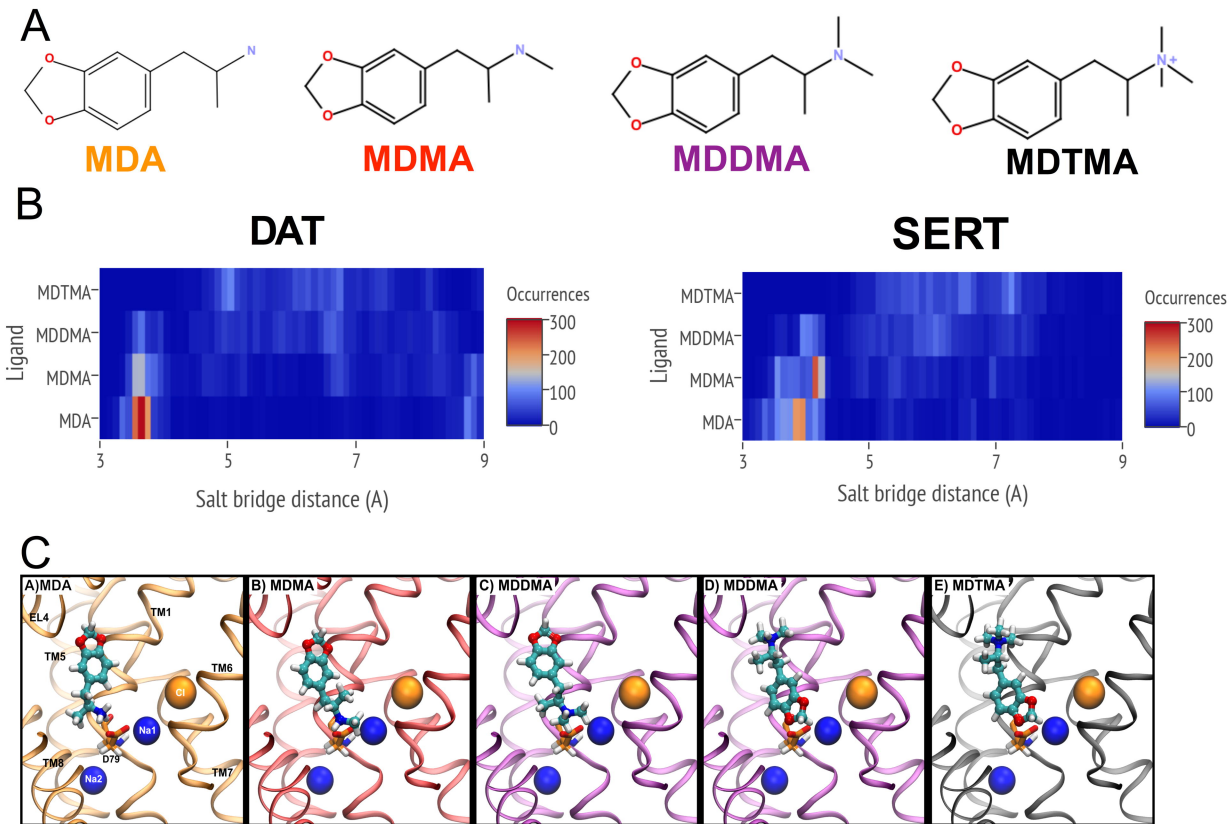 A
O
O
N
MDA
O
O
N
MDMA
O
O
N
MDDMA
O
O
N+
MDTMA
B
DAT
Ligand
MDTMA
MDDMA
MDMA
MDA
3 5 7 9
Salt bridge distance (A)
Occurrences
300
200
100
0
SERT
Ligand
MDTMA
MDDMA
MDMA
MDA
3 5 7 9
Salt bridge distance (A)
Occurrences
300
200
100
0
C
A)MDA
EL4
TM1
TM5
TM6
Cl
Na1
D79
TM8
Na2
TM7
B) MDMA
C) MDDMA
D) MDDMA
E) MDTMA